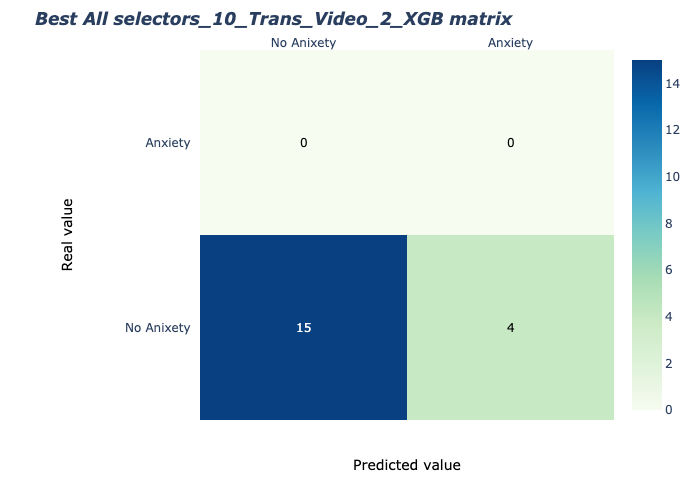 Best All selectors_10_Trans_Video_2_XGB matrix
No Anixety Anxiety
14
12
10
8
6
4
2
0
Real value
Anxiety 0 0
No Anixety 15 4
Predicted value